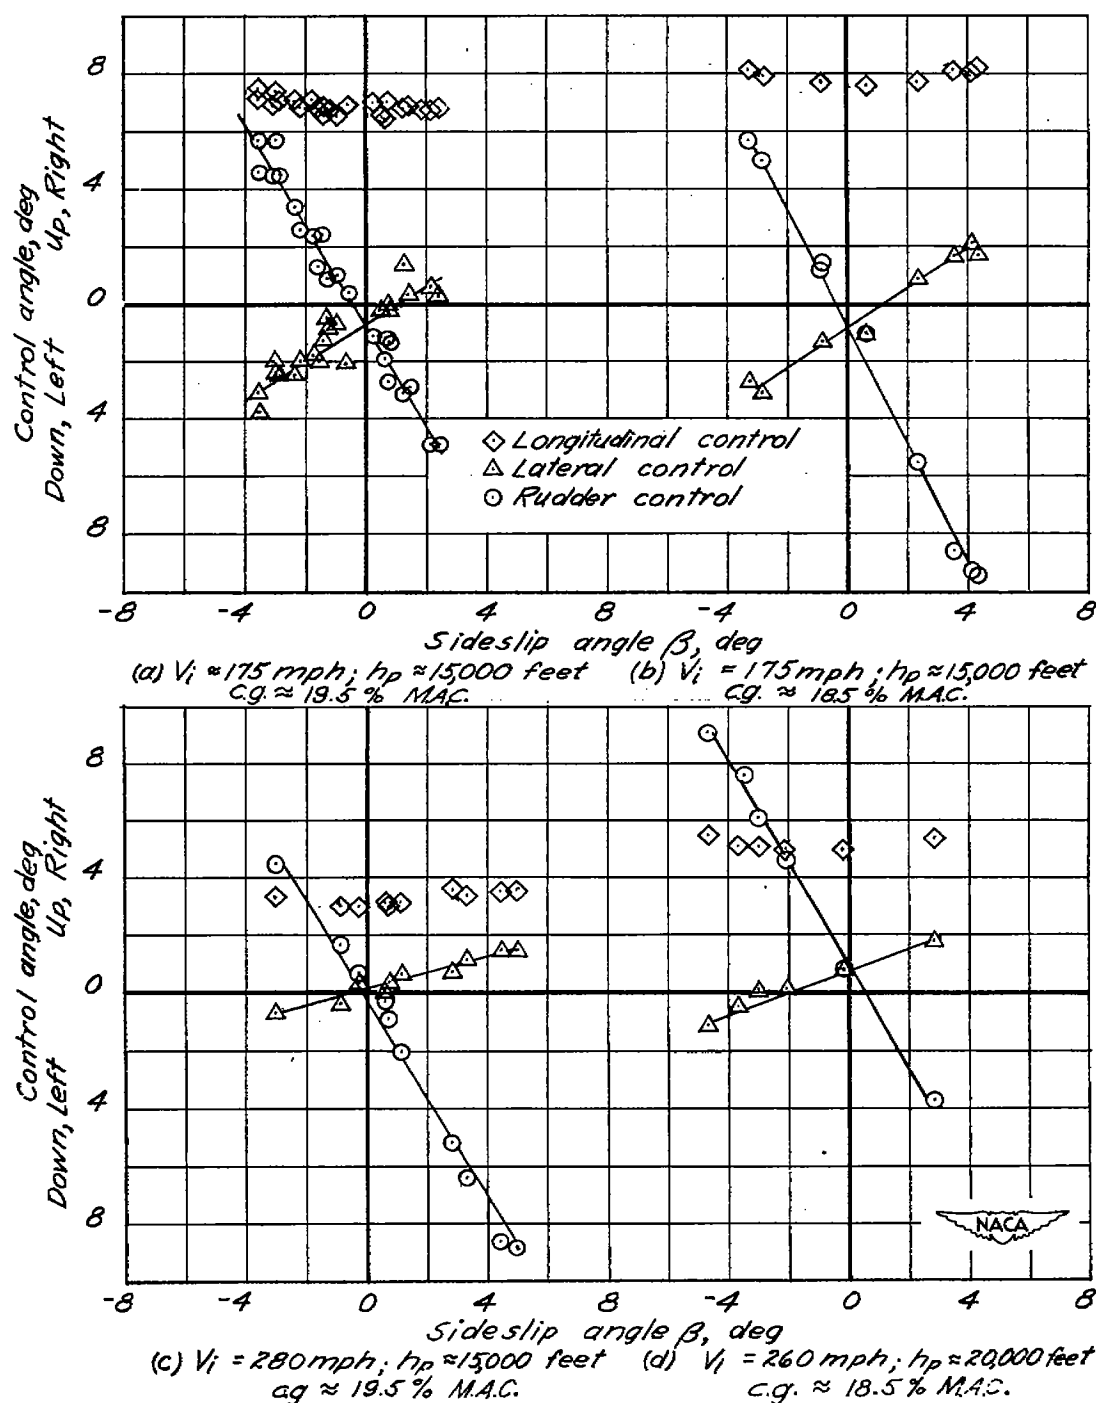 8
4
0
4
8
Control angle, deg
Down, Left Up, Right
◇ Longitudinal control
△ Lateral control
○ Rudder control
-8 -4 0 4 8 -4 0 4 8
Sideslip angle β, deg
(a) Vi ≈ 175 mph; hp ≈ 15,000 feet
c.g. ≈ 19.5 % M.A.C.
(b) Vi = 175 mph; hp ≈ 15,000 feet
c.g. ≈ 18.5 % M.A.C.
8
4
0
4
8
Control angle, deg
Down, Left Up, Right
NACA
-8 -4 0 4 8 -4 0 4 8
Sideslip angle β, deg
(c) Vi = 280 mph; hp ≈ 15,000 feet
c.g ≈ 19.5 % M.A.C.
(d) Vi = 260 mph; hp ≈ 20,000 feet
c.g. ≈ 18.5 % M.A.C.